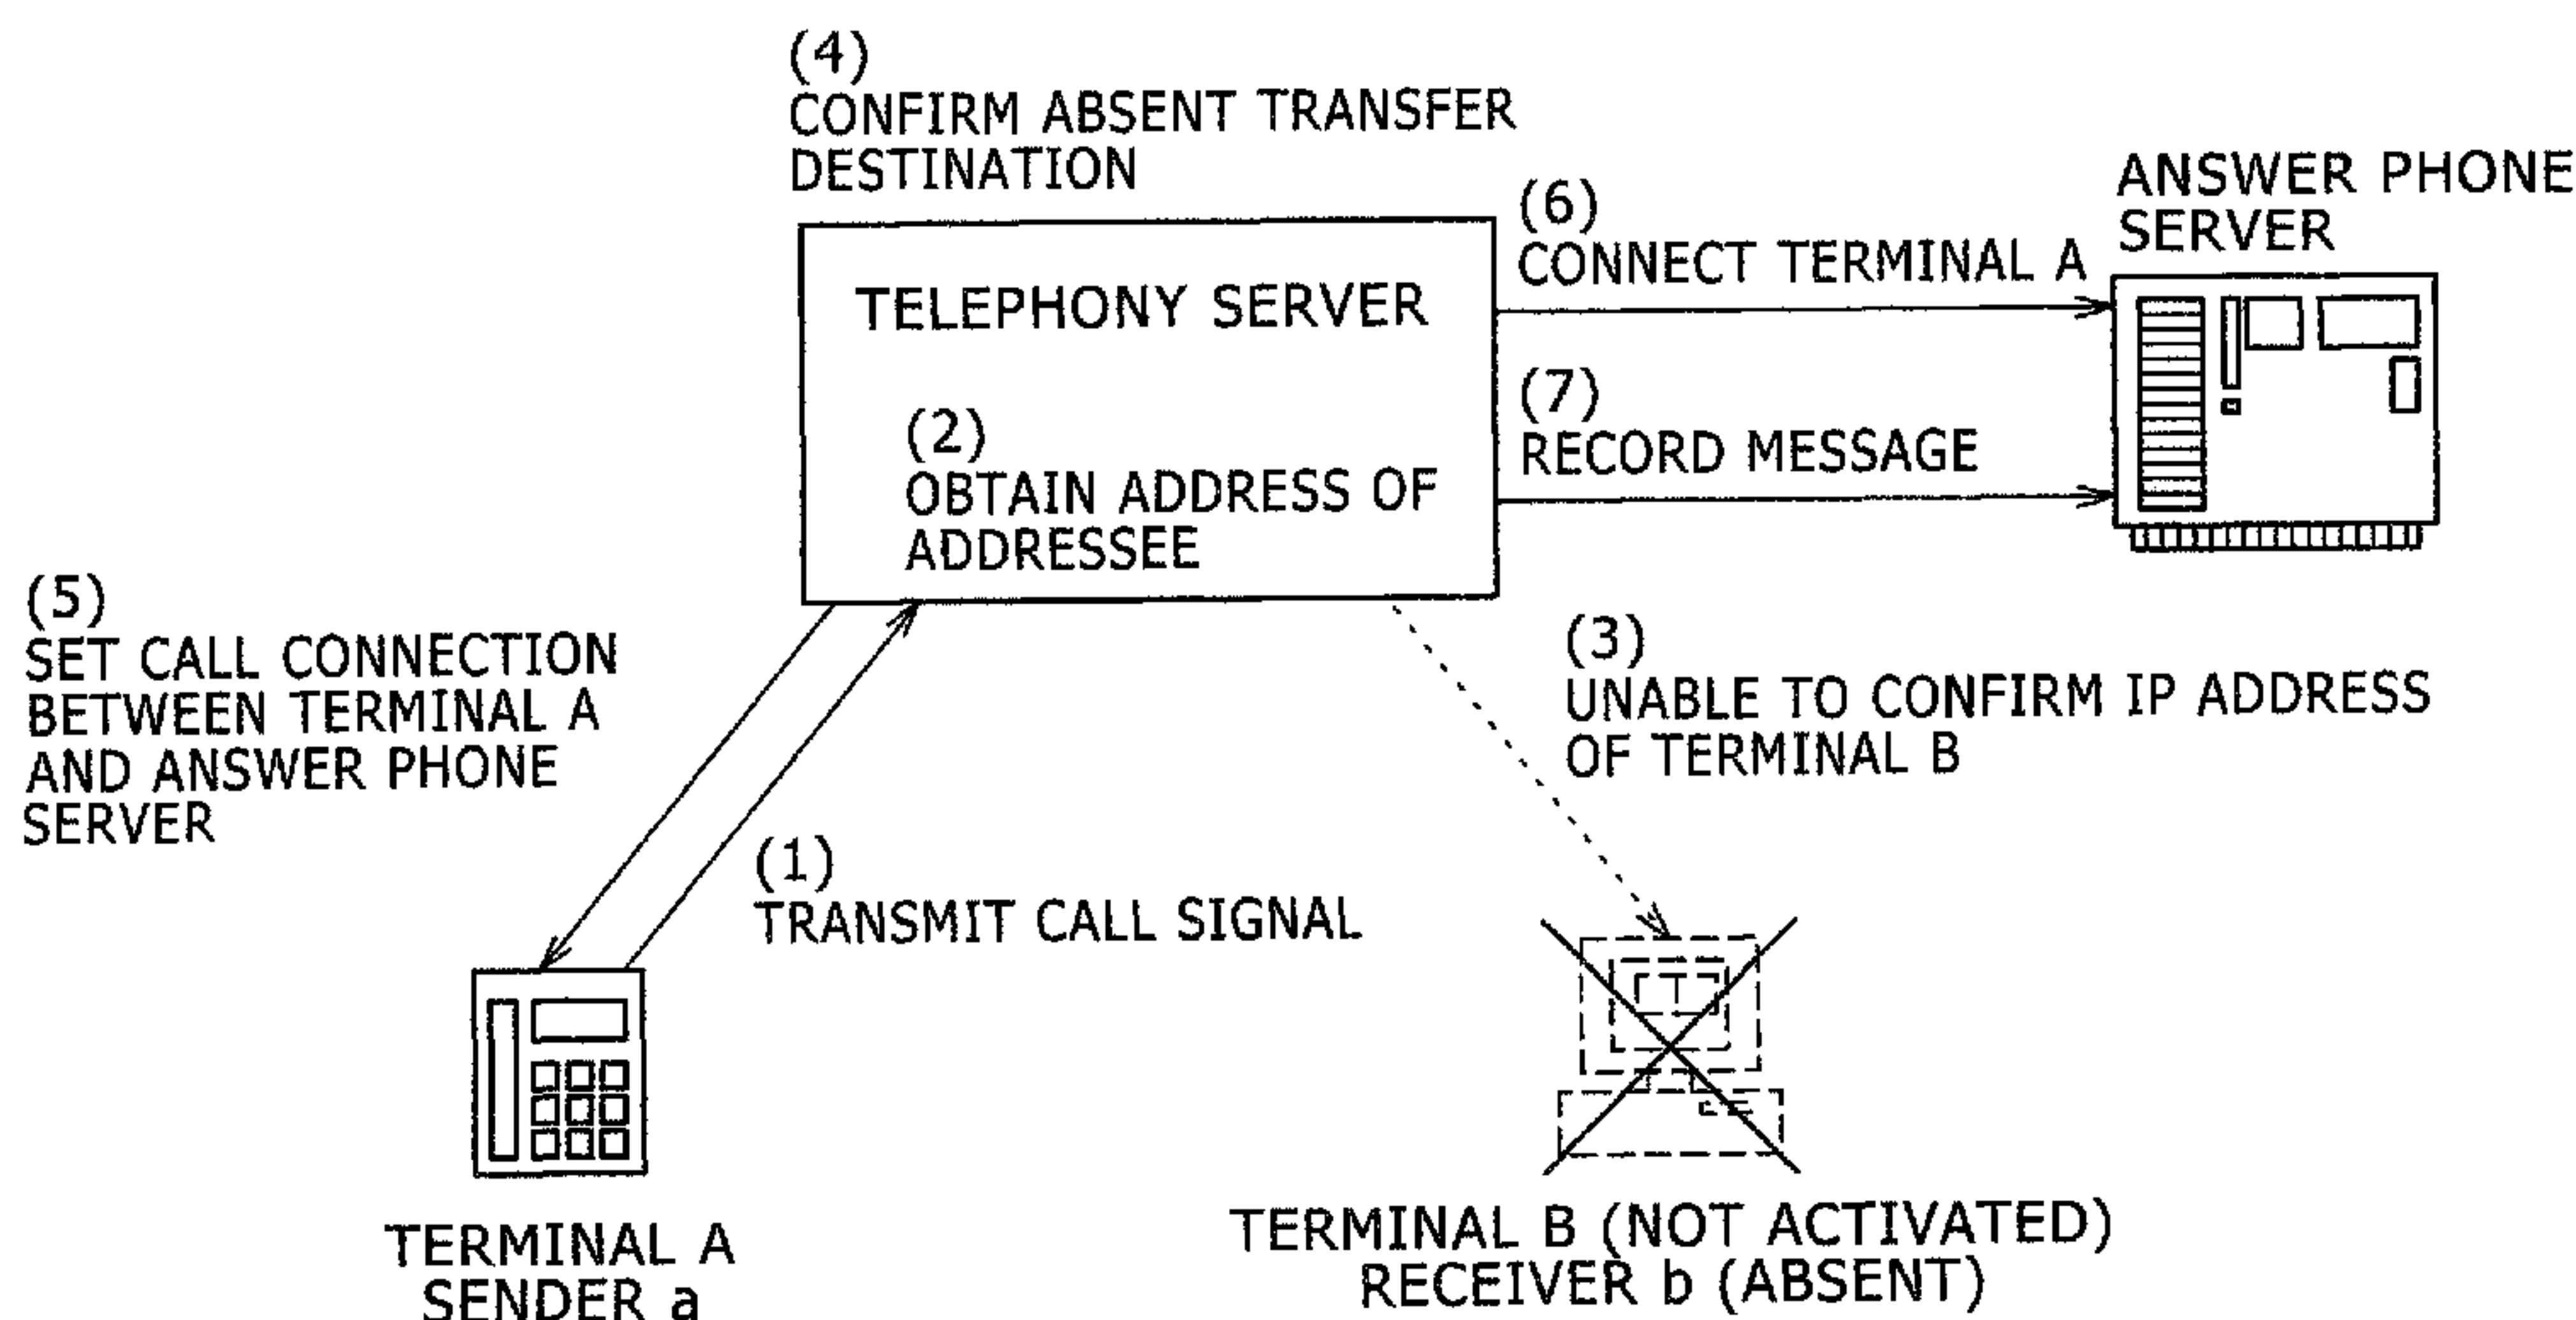 (4)
CONFIRM ABSENT TRANSFER
DESTINATION
ANSWER PHONE
SERVER
(6)
CONNECT TERMINAL A
TELEPHONY SERVER
(7)
RECORD MESSAGE
(2)
OBTAIN ADDRESS OF
ADDRESSEE
(5)
SET CALL CONNECTION
BETWEEN TERMINAL A
AND ANSWER PHONE
SERVER
(3)
UNABLE TO CONFIRM IP ADDRESS
OF TERMINAL B
(1)
TRANSMIT CALL SIGNAL
TERMINAL A
SENDER a
TERMINAL B (NOT ACTIVATED)
RECEIVER b (ABSENT)